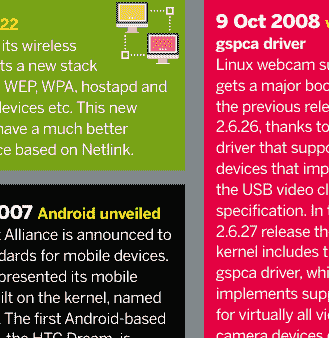 22
its wireless
ts a new stack
WEP, WPA, hostapd and
devices etc. This new
have a much better
ce based on Netlink.
007 Android unveiled
Alliance is announced to
dards for mobile devices.
presented its mobile
ilt on the kernel, named
. The first Android-based
the HTC Dream, is
9 Oct 2008
gspca driver
Linux webcam su
gets a major boo
the previous rele
2.6.26, thanks to
driver that suppo
devices that imp
the USB video cl
specification. In t
2.6.27 release the
kernel includes t
gspca driver, whi
implements supp
for virtually all vi
camera devices